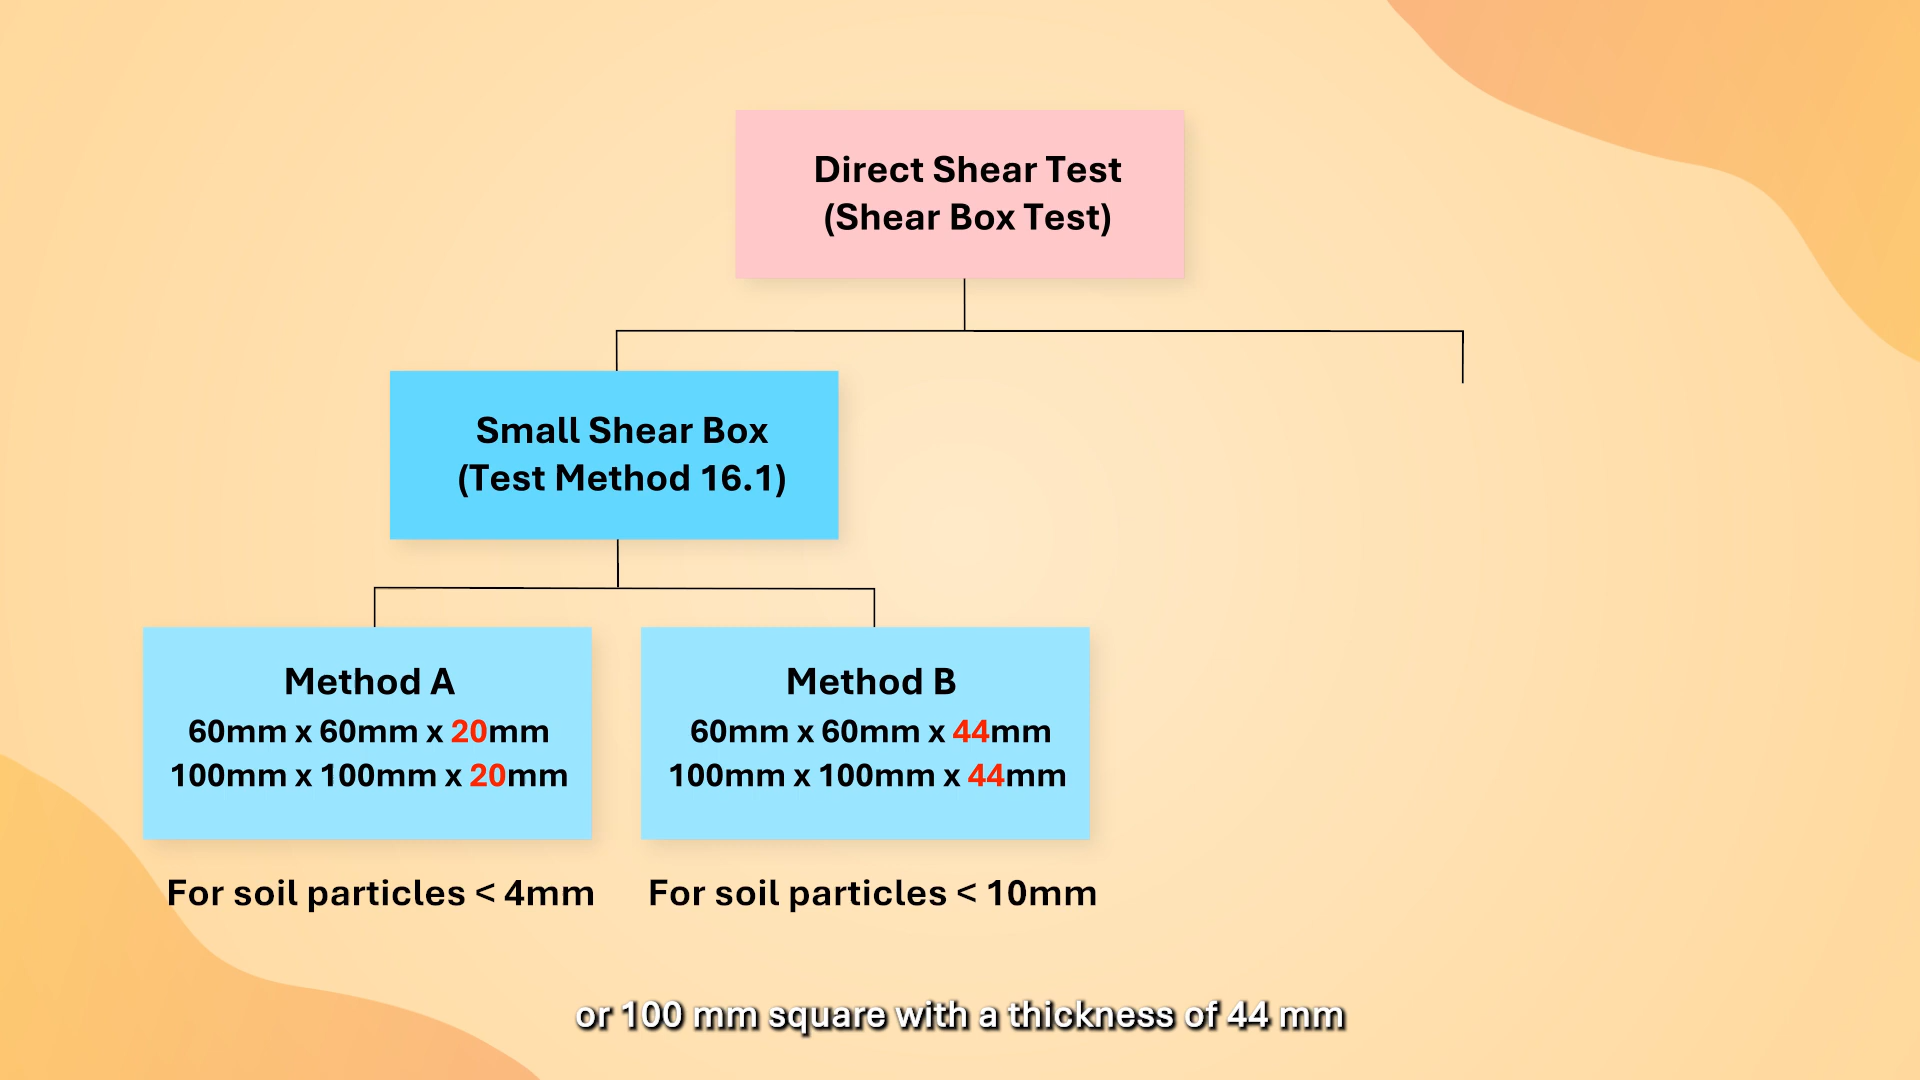 Direct Shear Test
(Shear Box Test)
Small Shear Box
(Test Method 16.1)
Method A
60mm x 60mm x 20mm
100mm x 100mm x 20mm
Method B
60mm x 60mm x 44mm
100mm x 100mm x 44mm
For soil particles < 4mm
For soil particles < 10mm
or 100 mm square with a thickness of 44 mm